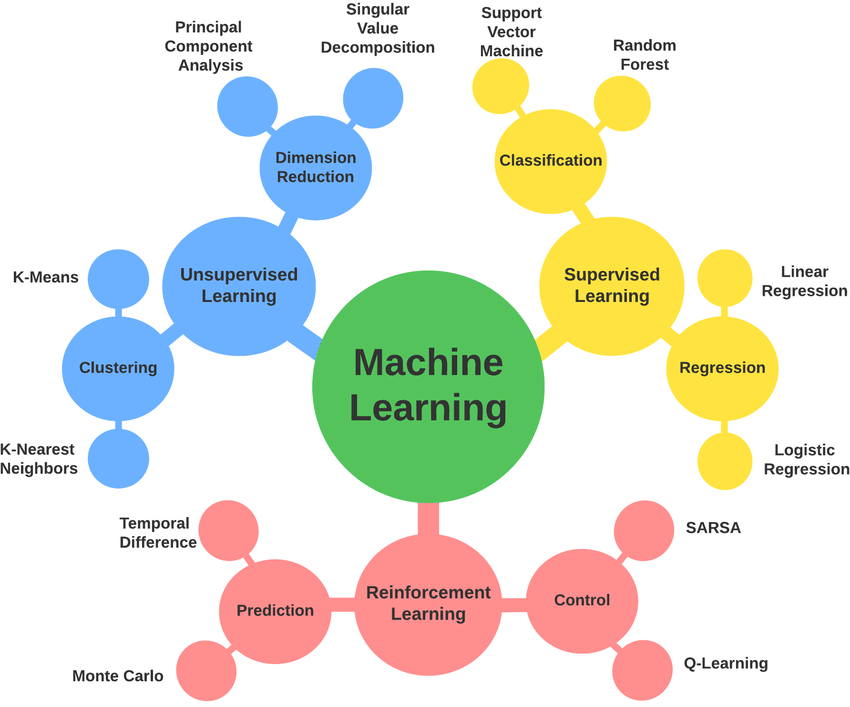 Principal
Component
Analysis
Singular
Value
Decomposition
Support
Vector
Machine
Random
Forest
Dimension
Reduction
Classification
K-Means
Unsupervised
Learning
Supervised
Learning
Linear
Regression
Clustering
Machine
Learning
Regression
K-Nearest
Neighbors
Logistic
Regression
Temporal
Difference
SARSA
Prediction
Reinforcement
Learning
Control
Monte Carlo
Q-Learning